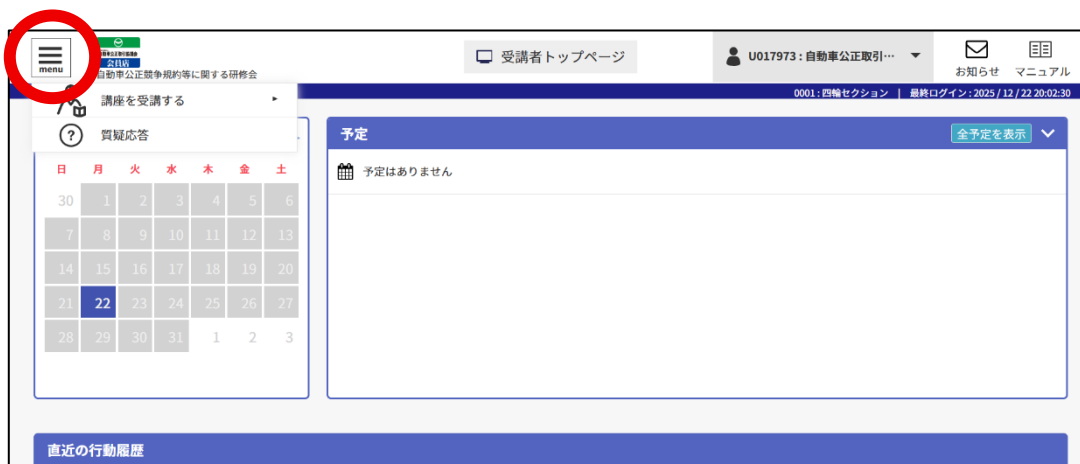 menu
会員店
自動車公正競争規約等に関する研修会
受講者トップページ
U017973 : 自動車公正取引…
お知らせ
マニュアル
0001 : 四輪セクション | 最終ログイン : 2025 / 12 / 22 20:02:30
講座を受講する
質疑応答
予定
全予定を表示
予定はありません
日 月 火 水 木 金 土
30 1 2 3 4 5 6
7 8 9 10 11 12 13
14 15 16 17 18 19 20
21 22 23 24 25 26 27
28 29 30 31 1 2 3
直近の行動履歴